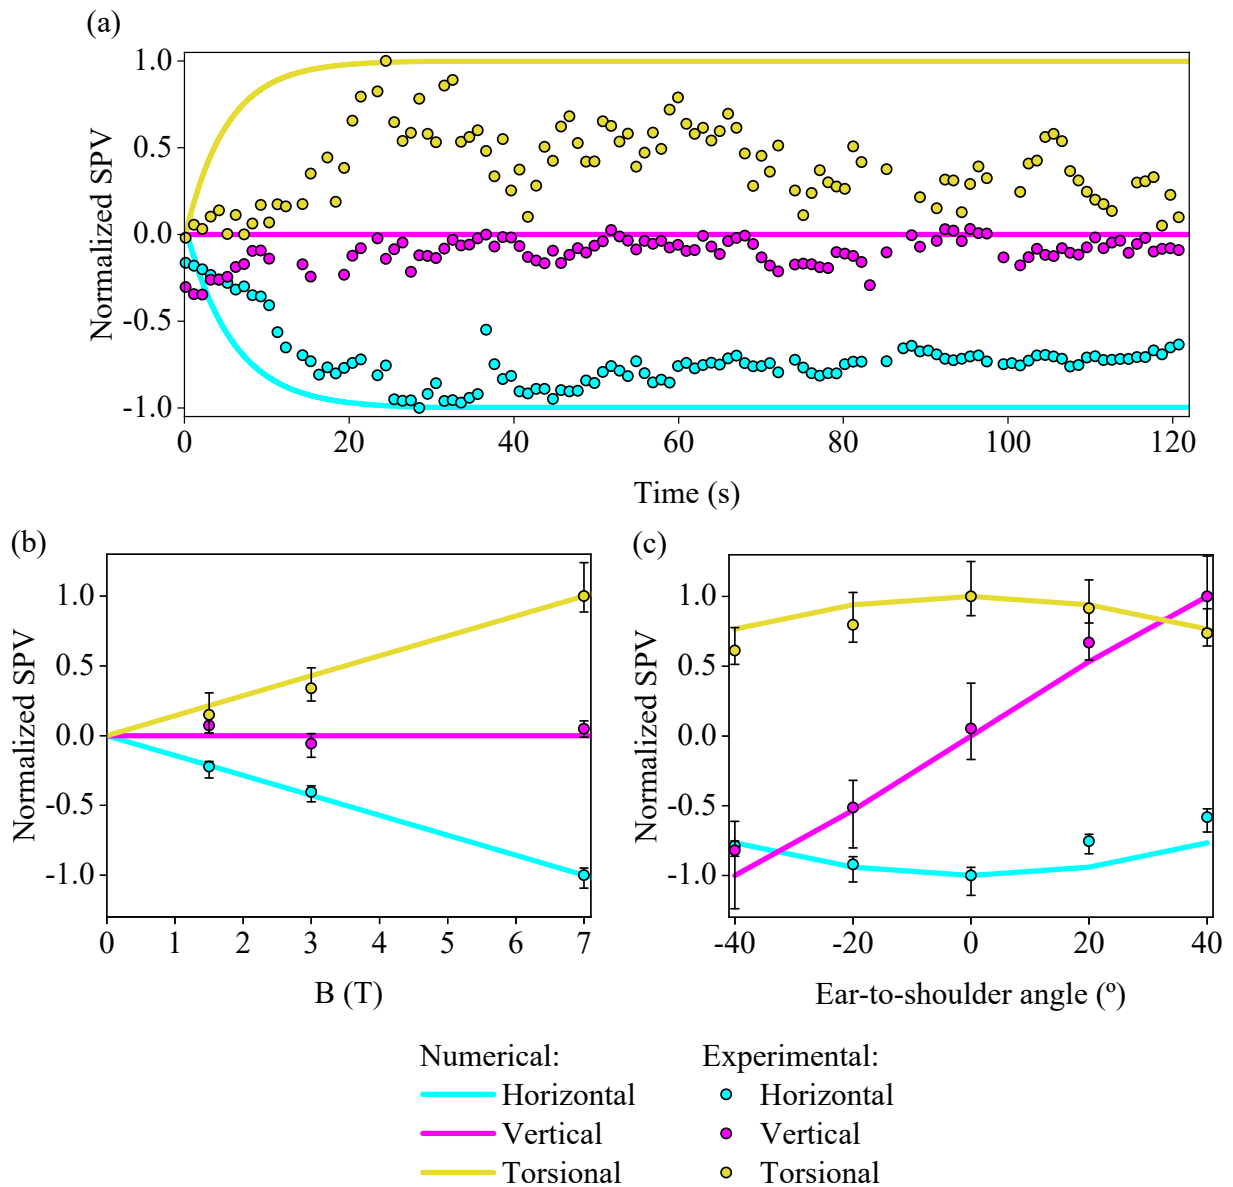 (a)
Normalized SPV
1.0
0.5
0.0
-0.5
-1.0
0 20 40 60 80 100 120
Time (s)
(b)
Normalized SPV
1.0
0.5
0.0
-0.5
-1.0
0 1 2 3 4 5 6 7
B (T)
(c)
Normalized SPV
1.0
0.5
0.0
-0.5
-1.0
-40 -20 0 20 40
Ear-to-shoulder angle (º)
Numerical:
Horizontal
Vertical
Torsional
Experimental:
Horizontal
Vertical
Torsional